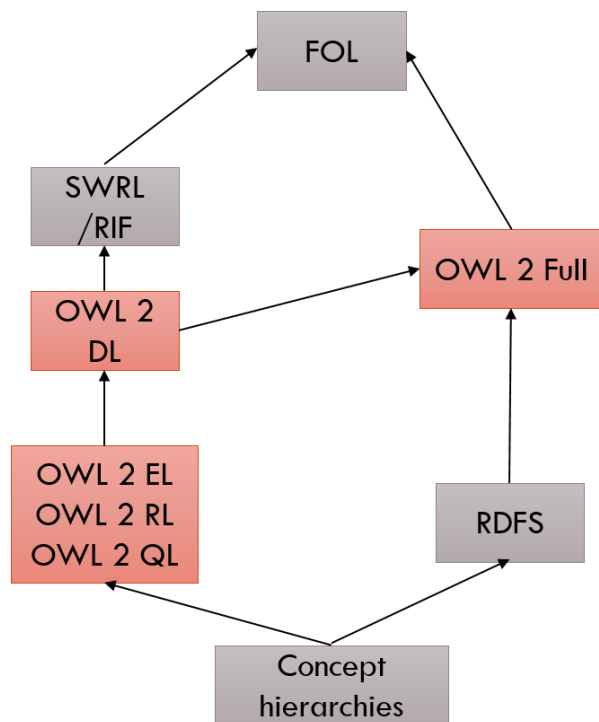 FOL
SWRL
/RIF
OWL 2 Full
OWL 2
DL
OWL 2 EL
OWL 2 RL
OWL 2 QL
RDFS
Concept
hierarchies